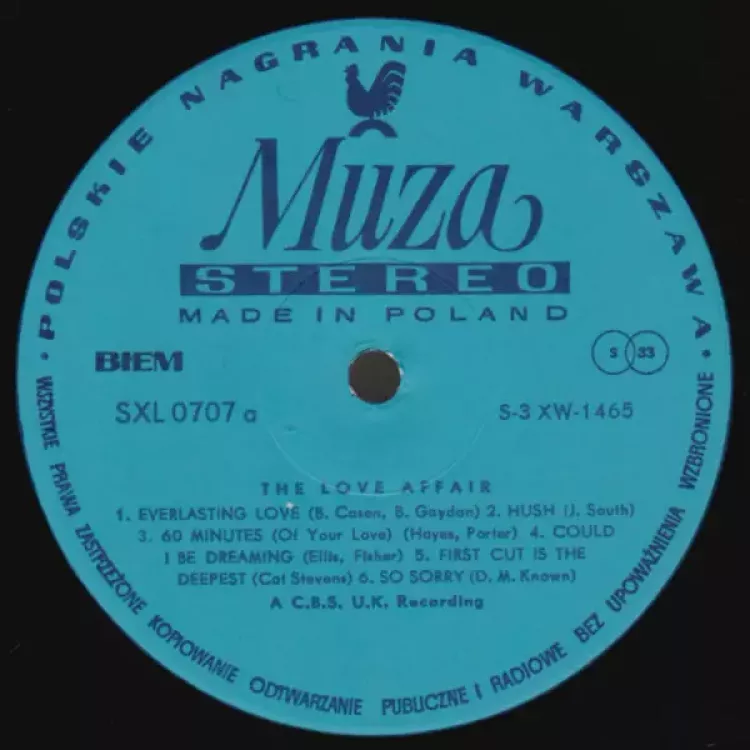 • POLSKIE NAGRANIA WARSZAWA •
Muza
STEREO
MADE IN POLAND
BIEM
S 33
SXL 0707 a
S-3 XW-1465
THE LOVE AFFAIR
1. EVERLASTING LOVE (B. Casen, B. Gaydan) 2. HUSH (J. South)
3. 60 MINUTES (Of Your Love) (Hayes, Porter) 4. COULD
I BE DREAMING (Ellis, Fisher) 5. FIRST CUT IS THE
DEEPEST (Cat Stevens) 6. SO SORRY (D. M. Known)
A C.B.S. U.K. Recording
WSZYSTKIE PRAWA ZASTRZEŻONE KOPIOWANIE ODTWARZANIE PUBLICZNE I RADIOWE BEZ UPOWAŻNIENIA WZBRONIONE